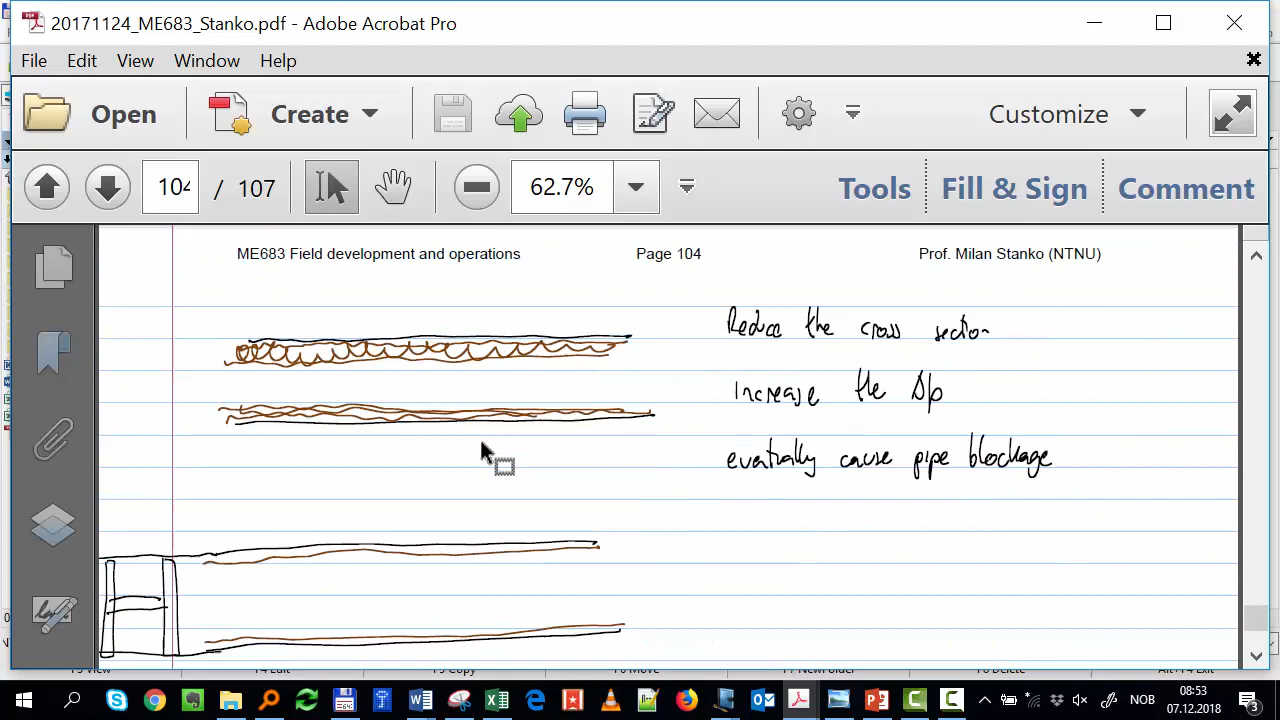 20171124_ME683_Stanko.pdf - Adobe Acrobat Pro
File Edit View Window Help
Open Create Customize
104 / 107 62.7% Tools Fill & Sign Comment
ME683 Field development and operations Page 104 Prof. Milan Stanko (NTNU)
Reduce the cross section
Increase the Δp
eventually cause pipe blockage
NOB
08:53
07.12.2018
3